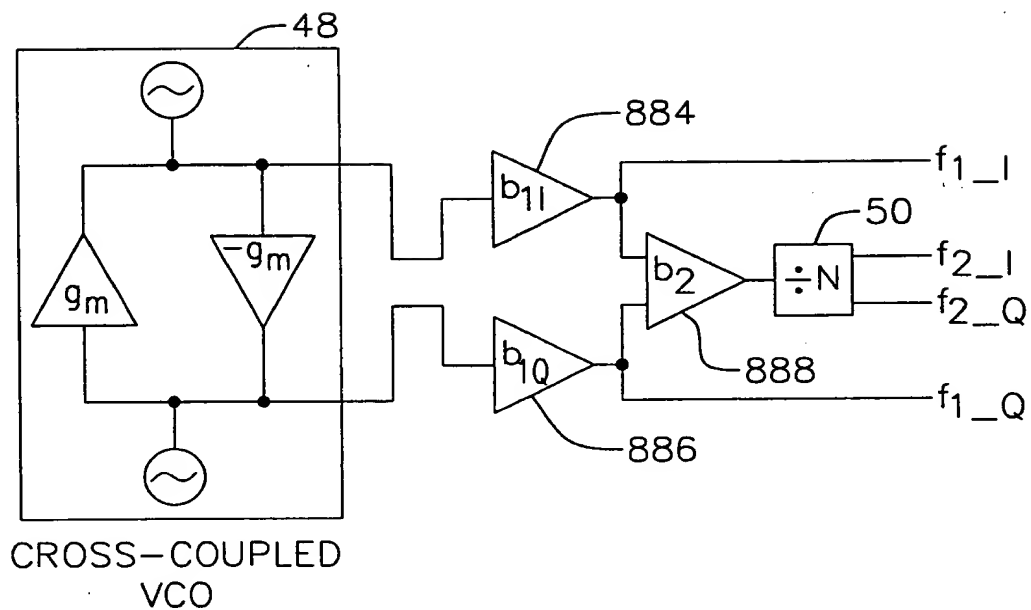 48
884
b1I
f1_I
50
-gm
gm
b2
÷N
f2_I
f2_Q
b1Q
888
f1_Q
886
CROSS-COUPLED
VCO